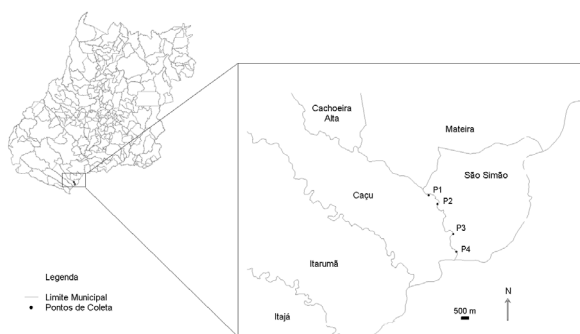 Cachoeira
Alta
Mateira
São Simão
P1
Caçu
P2
P3
Itarumã
P4
Legenda
N
Limite Municipal
500 m
Pontos de Coleta
Itajá